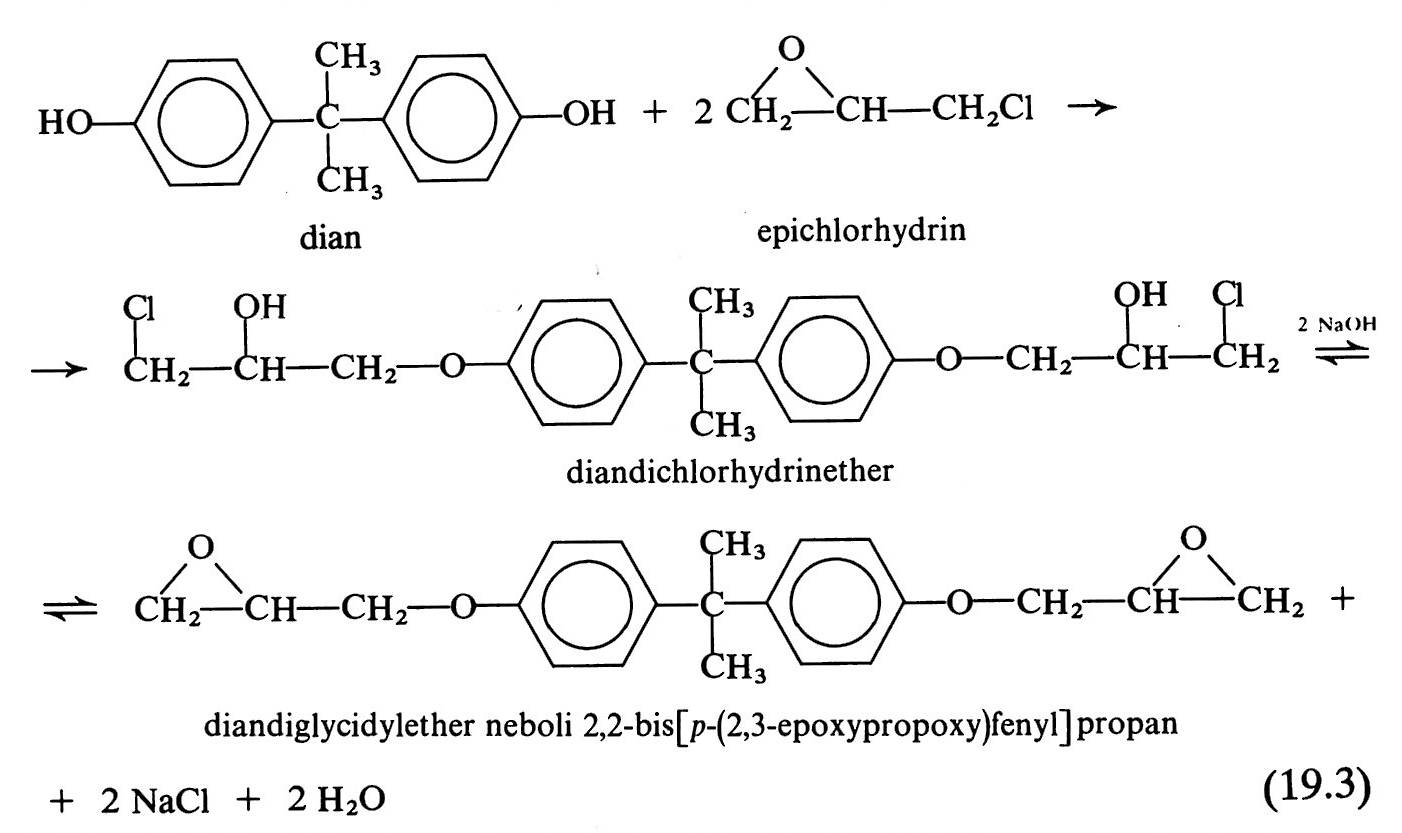 CH₃
HO—C—OH + 2 CH₂—CH—CH₂Cl →
O
CH₃
dian
epichlorhydrin
Cl OH CH₃ OH Cl
→ CH₂—CH—CH₂—O—C—O—CH₂—CH—CH₂ 2 NaOH ⇌
CH₃
diandichlorhydrinether
O CH₃ O
⇌ CH₂—CH—CH₂—O—C—O—CH₂—CH—CH₂ +
CH₃
diandiglycidylether neboli 2,2-bis[p-(2,3-epoxypropoxy)fenyl]propan
+ 2 NaCl + 2 H₂O (19.3)